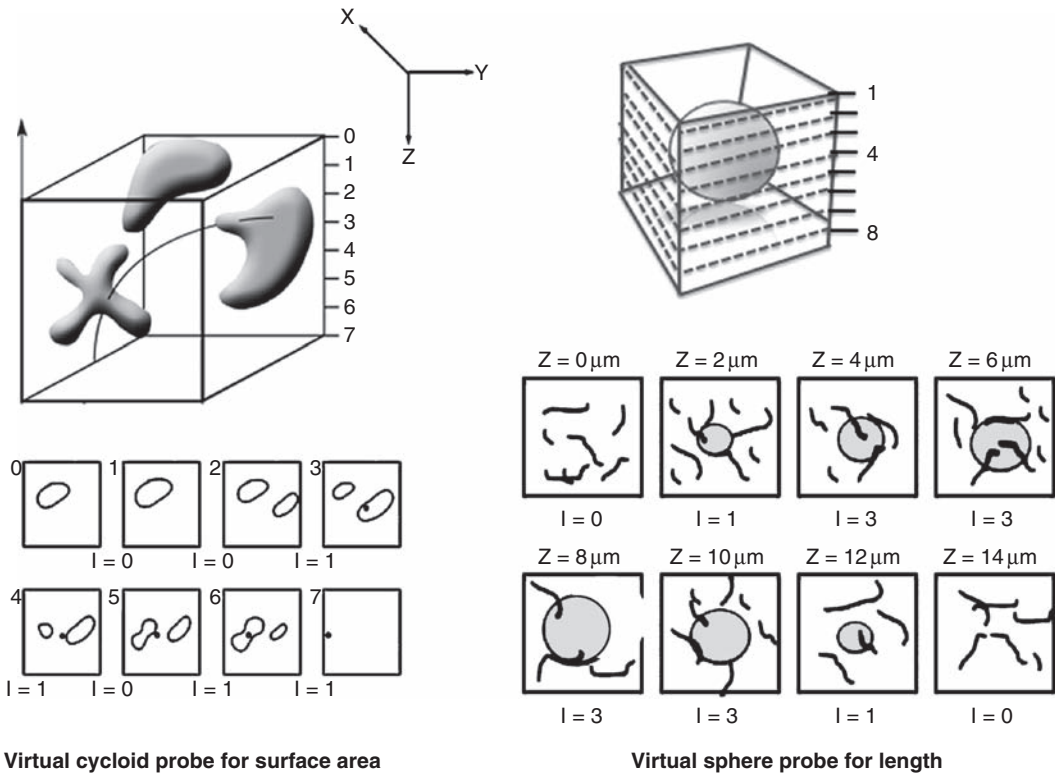 X
Y
Z
0
1
2
3
4
5
6
7
1
4
8
0
1
2
3
I = 0
I = 0
I = 1
4
5
6
7
I = 1
I = 0
I = 1
I = 1
Z = 0 μm
Z = 2 μm
Z = 4 μm
Z = 6 μm
I = 0
I = 1
I = 3
I = 3
Z = 8 μm
Z = 10 μm
Z = 12 μm
Z = 14 μm
I = 3
I = 3
I = 1
I = 0
Virtual cycloid probe for surface area
Virtual sphere probe for length